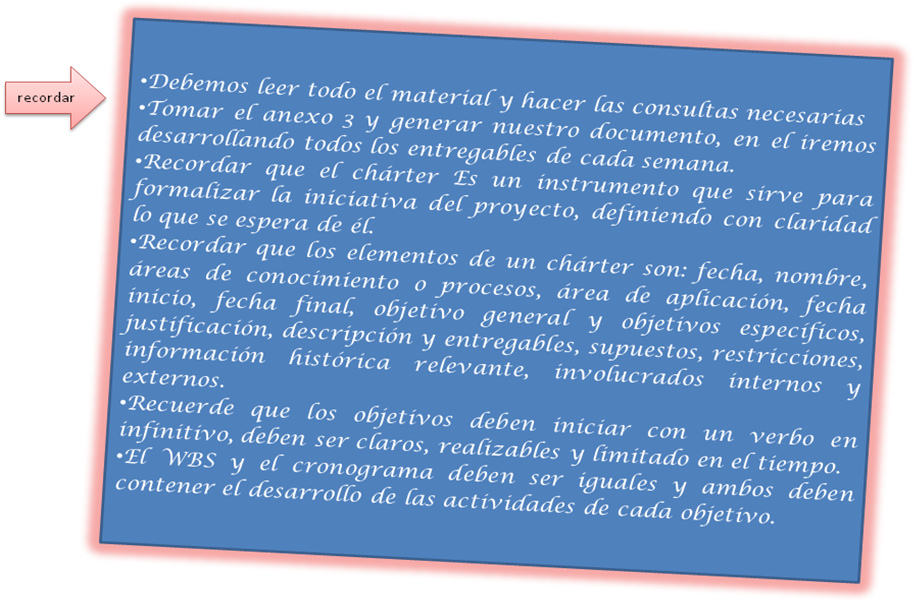 recordar
•Debemos leer todo el material y hacer las consultas necesarias
•Tomar el anexo 3 y generar nuestro documento, en el iremos
desarrollando todos los entregables de cada semana.
•Recordar que el chárter Es un instrumento que sirve para
formalizar la iniciativa del proyecto, definiendo con claridad
lo que se espera de él.
•Recordar que los elementos de un chárter son: fecha, nombre,
áreas de conocimiento o procesos, área de aplicación, fecha
inicio, fecha final, objetivo general y objetivos específicos,
justificación, descripción y entregables, supuestos, restricciones,
información histórica relevante, involucrados internos y
externos.
•Recuerde que los objetivos deben iniciar con un verbo en
infinitivo, deben ser claros, realizables y limitado en el tiempo.
•El WBS y el cronograma deben ser iguales y ambos deben
contener el desarrollo de las actividades de cada objetivo.